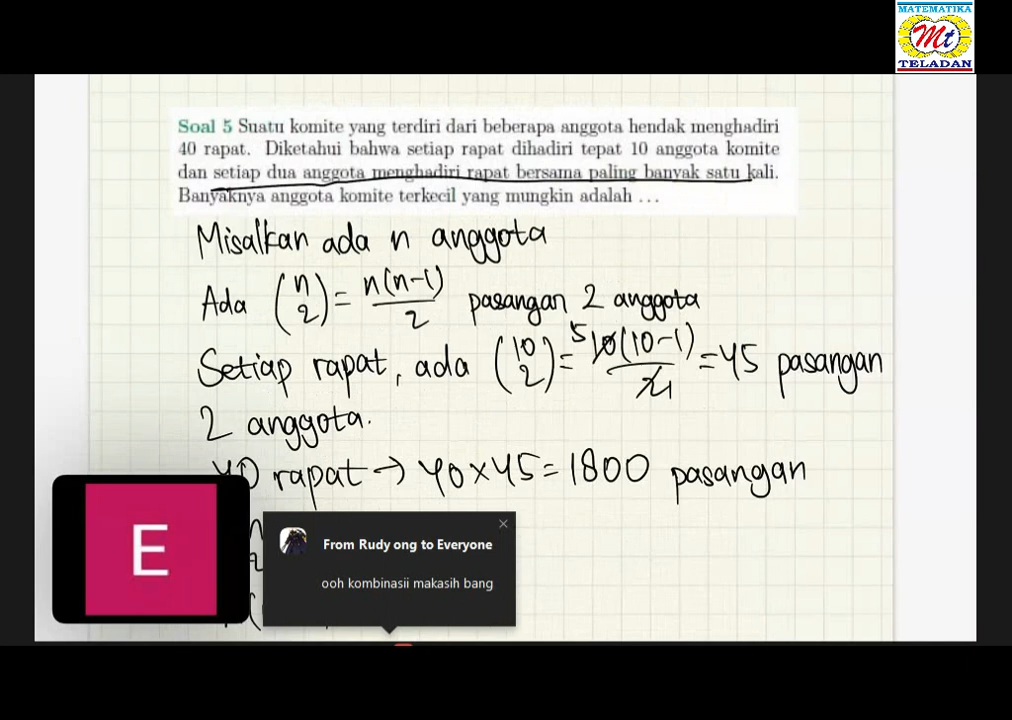 MATEMATIKA
Mt
TELADAN
Soal 5 Suatu komite yang terdiri dari beberapa anggota hendak menghadiri
40 rapat. Diketahui bahwa setiap rapat dihadiri tepat 10 anggota komite
dan setiap dua anggota menghadiri rapat bersama paling banyak satu kali.
Banyaknya anggota komite terkecil yang mungkin adalah ...
Misalkan ada n anggota
Ada (n 2) = n(n-1)/2 pasangan 2 anggota
Setiap rapat, ada (10 2) = 5 10(10-1)/2 1 = 45 pasangan
2 anggota.
40 rapat → 40 x 45 = 1800 pasangan
E
From Rudy ong to Everyone
ooh kombinasii makasih bang